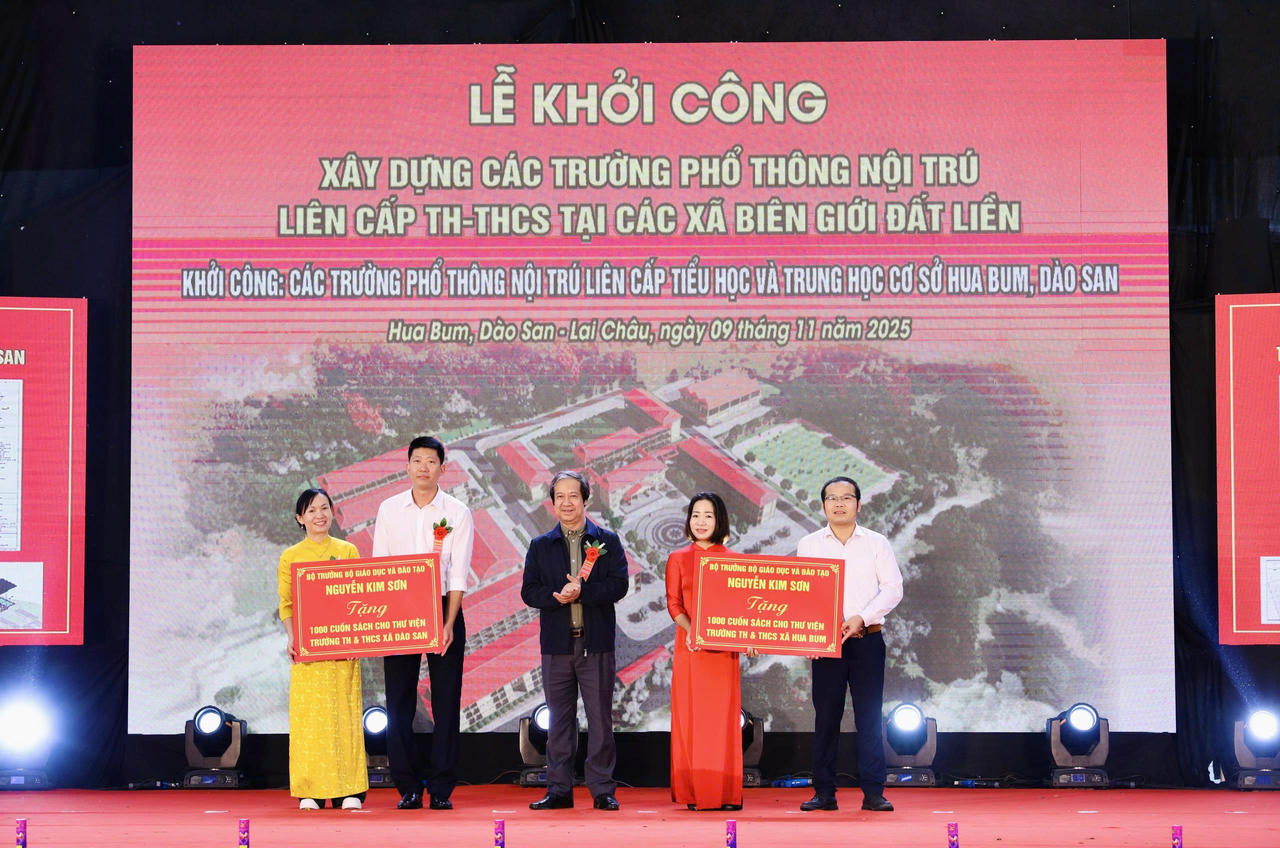 LỄ KHỞI CÔNG
XÂY DỰNG CÁC TRƯỜNG PHỔ THÔNG NỘI TRÚ
LIÊN CẤP TH-THCS TẠI CÁC XÃ BIÊN GIỚI ĐẤT LIỀN
KHỞI CÔNG: CÁC TRƯỜNG PHỔ THÔNG NỘI TRÚ LIÊN CẤP TIỂU HỌC VÀ TRUNG HỌC CƠ SỞ HUA BUM, DÀO SAN
Hua Bum, Dào San - Lai Châu, ngày 09 tháng 11 năm 2025
SAN
BỘ TRƯỞNG BỘ GIÁO DỤC VÀ ĐÀO TẠO
NGUYỄN KIM SƠN
Tặng
1000 CUỐN SÁCH CHO THƯ VIỆN
TRƯỜNG TH & THCS XÃ DÀO SAN
BỘ TRƯỞNG BỘ GIÁO DỤC VÀ ĐÀO TẠO
NGUYỄN KIM SƠN
Tặng
1000 CUỐN SÁCH CHO THƯ VIỆN
TRƯỜNG TH & THCS XÃ HUA BUM